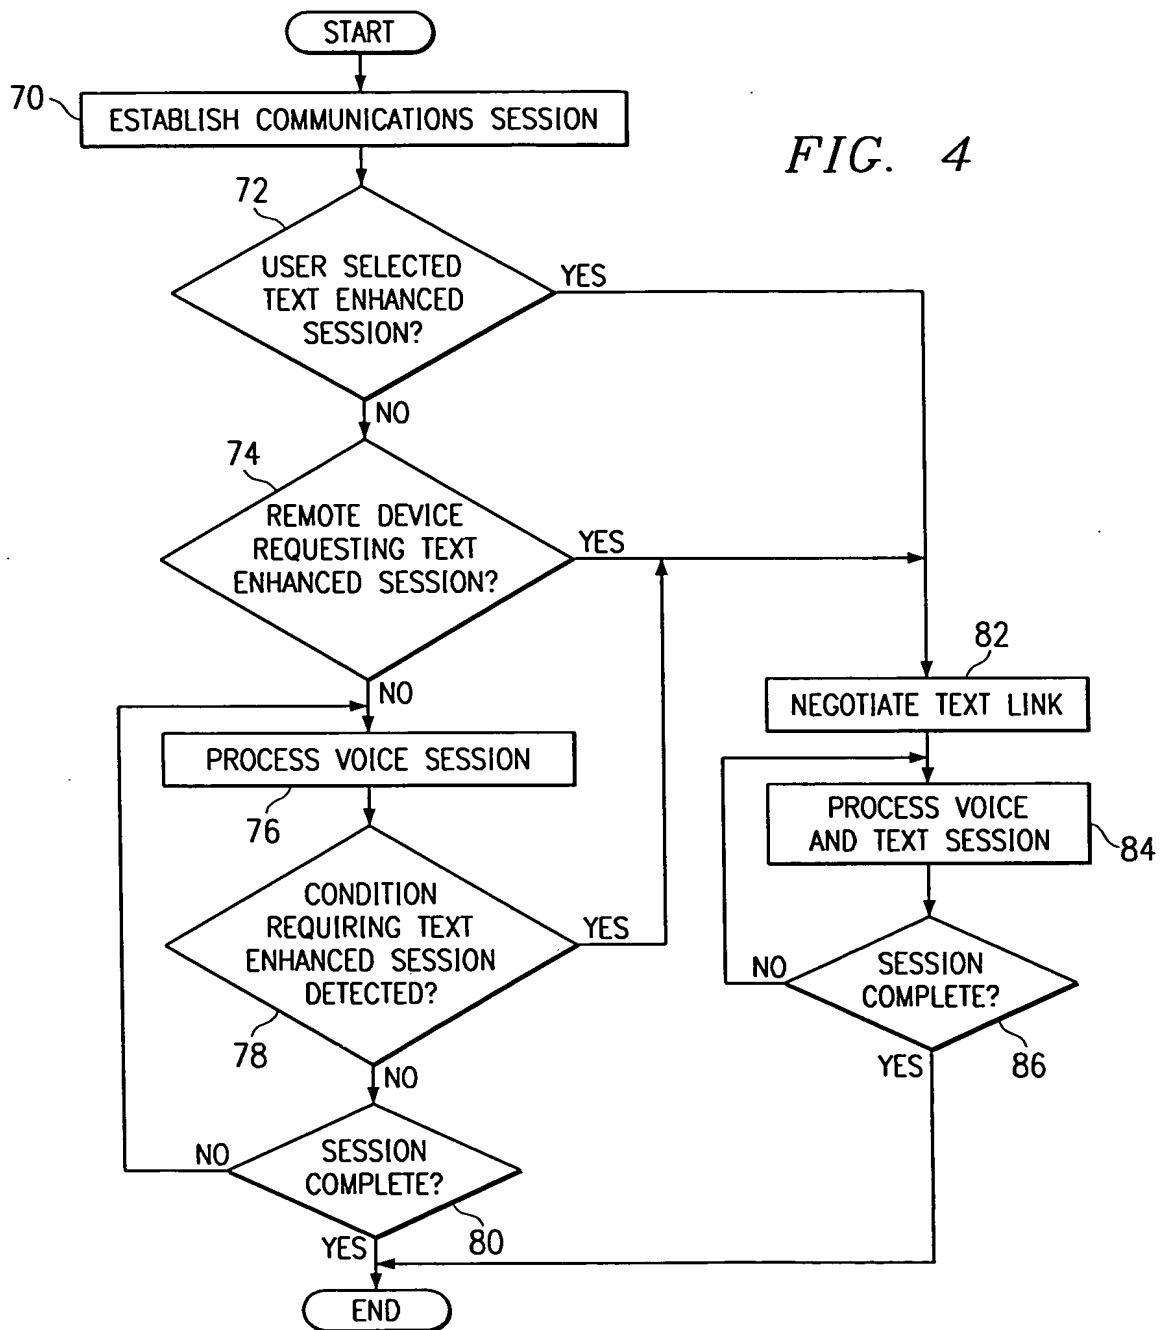 START
70
ESTABLISH COMMUNICATIONS SESSION
FIG. 4
72
USER SELECTED
TEXT ENHANCED
SESSION?
YES
NO
74
REMOTE DEVICE
REQUESTING TEXT
ENHANCED SESSION?
YES
NO
PROCESS VOICE SESSION
76
CONDITION
REQUIRING TEXT
ENHANCED SESSION
DETECTED?
YES
78
NO
SESSION
COMPLETE?
NO
80
YES
82
NEGOTIATE TEXT LINK
PROCESS VOICE
AND TEXT SESSION
84
SESSION
COMPLETE?
NO
86
YES
END